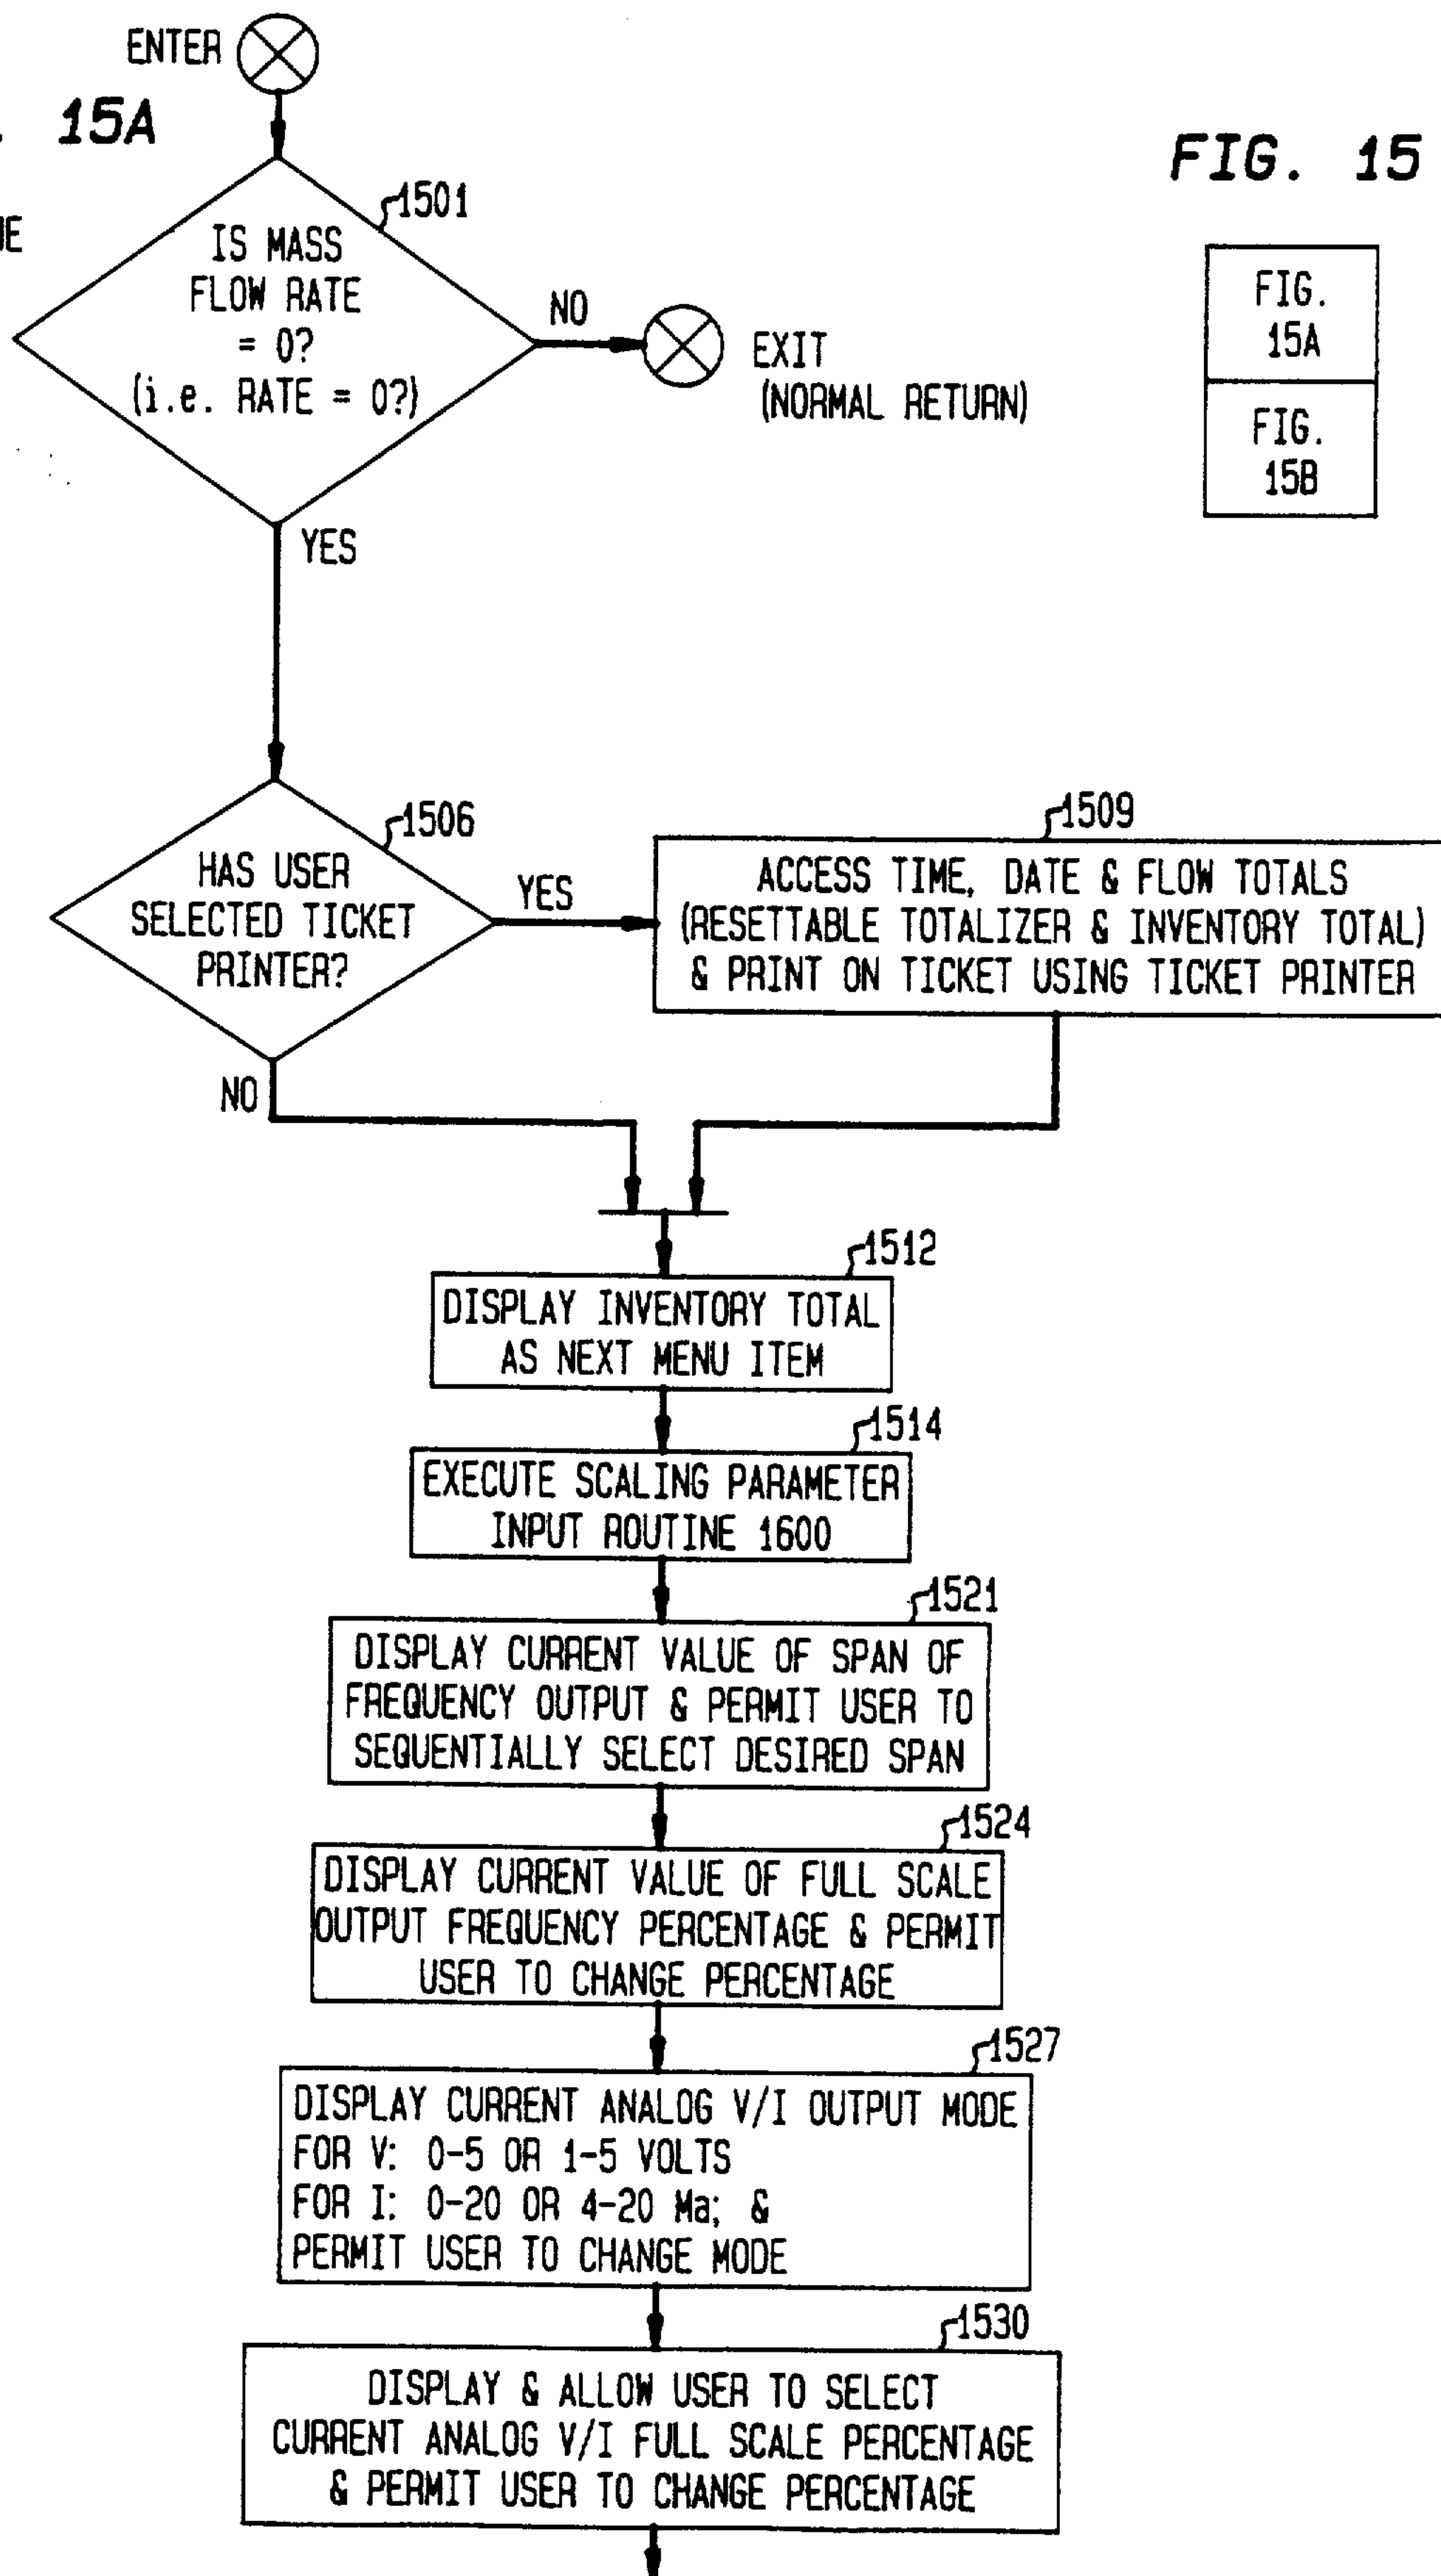 ENTER
15A
FIG. 15
1501
IS MASS
FLOW RATE
= 0?
(i.e. RATE = 0?)
NO
EXIT
(NORMAL RETURN)
FIG.
15A
FIG.
15B
YES
1506
HAS USER
SELECTED TICKET
PRINTER?
YES
1509
ACCESS TIME, DATE & FLOW TOTALS
(RESETTABLE TOTALIZER & INVENTORY TOTAL)
& PRINT ON TICKET USING TICKET PRINTER
NO
1512
DISPLAY INVENTORY TOTAL
AS NEXT MENU ITEM
1514
EXECUTE SCALING PARAMETER
INPUT ROUTINE 1600
1521
DISPLAY CURRENT VALUE OF SPAN OF
FREQUENCY OUTPUT & PERMIT USER TO
SEQUENTIALLY SELECT DESIRED SPAN
1524
DISPLAY CURRENT VALUE OF FULL SCALE
OUTPUT FREQUENCY PERCENTAGE & PERMIT
USER TO CHANGE PERCENTAGE
1527
DISPLAY CURRENT ANALOG V/I OUTPUT MODE
FOR V: 0-5 OR 1-5 VOLTS
FOR I: 0-20 OR 4-20 Ma; &
PERMIT USER TO CHANGE MODE
1530
DISPLAY & ALLOW USER TO SELECT
CURRENT ANALOG V/I FULL SCALE PERCENTAGE
& PERMIT USER TO CHANGE PERCENTAGE